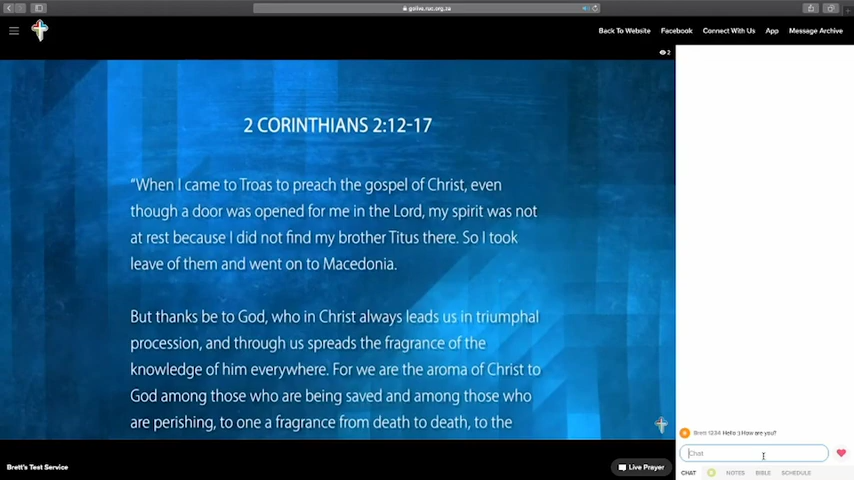 golive.ruc.org.za
Back To Website Facebook Connect With Us App Message Archive
2
2 CORINTHIANS 2:12-17
“When I came to Troas to preach the gospel of Christ, even
though a door was opened for me in the Lord, my spirit was not
at rest because I did not find my brother Titus there. So I took
leave of them and went on to Macedonia.
But thanks be to God, who in Christ always leads us in triumphal
procession, and through us spreads the fragrance of the
knowledge of him everywhere. For we are the aroma of Christ to
God among those who are being saved and among those who
are perishing, to one a fragrance from death to death, to the
Brett 1234 Hello :) How are you?
Chat
Brett's Test Service
Live Prayer
CHAT NOTES BIBLE SCHEDULE